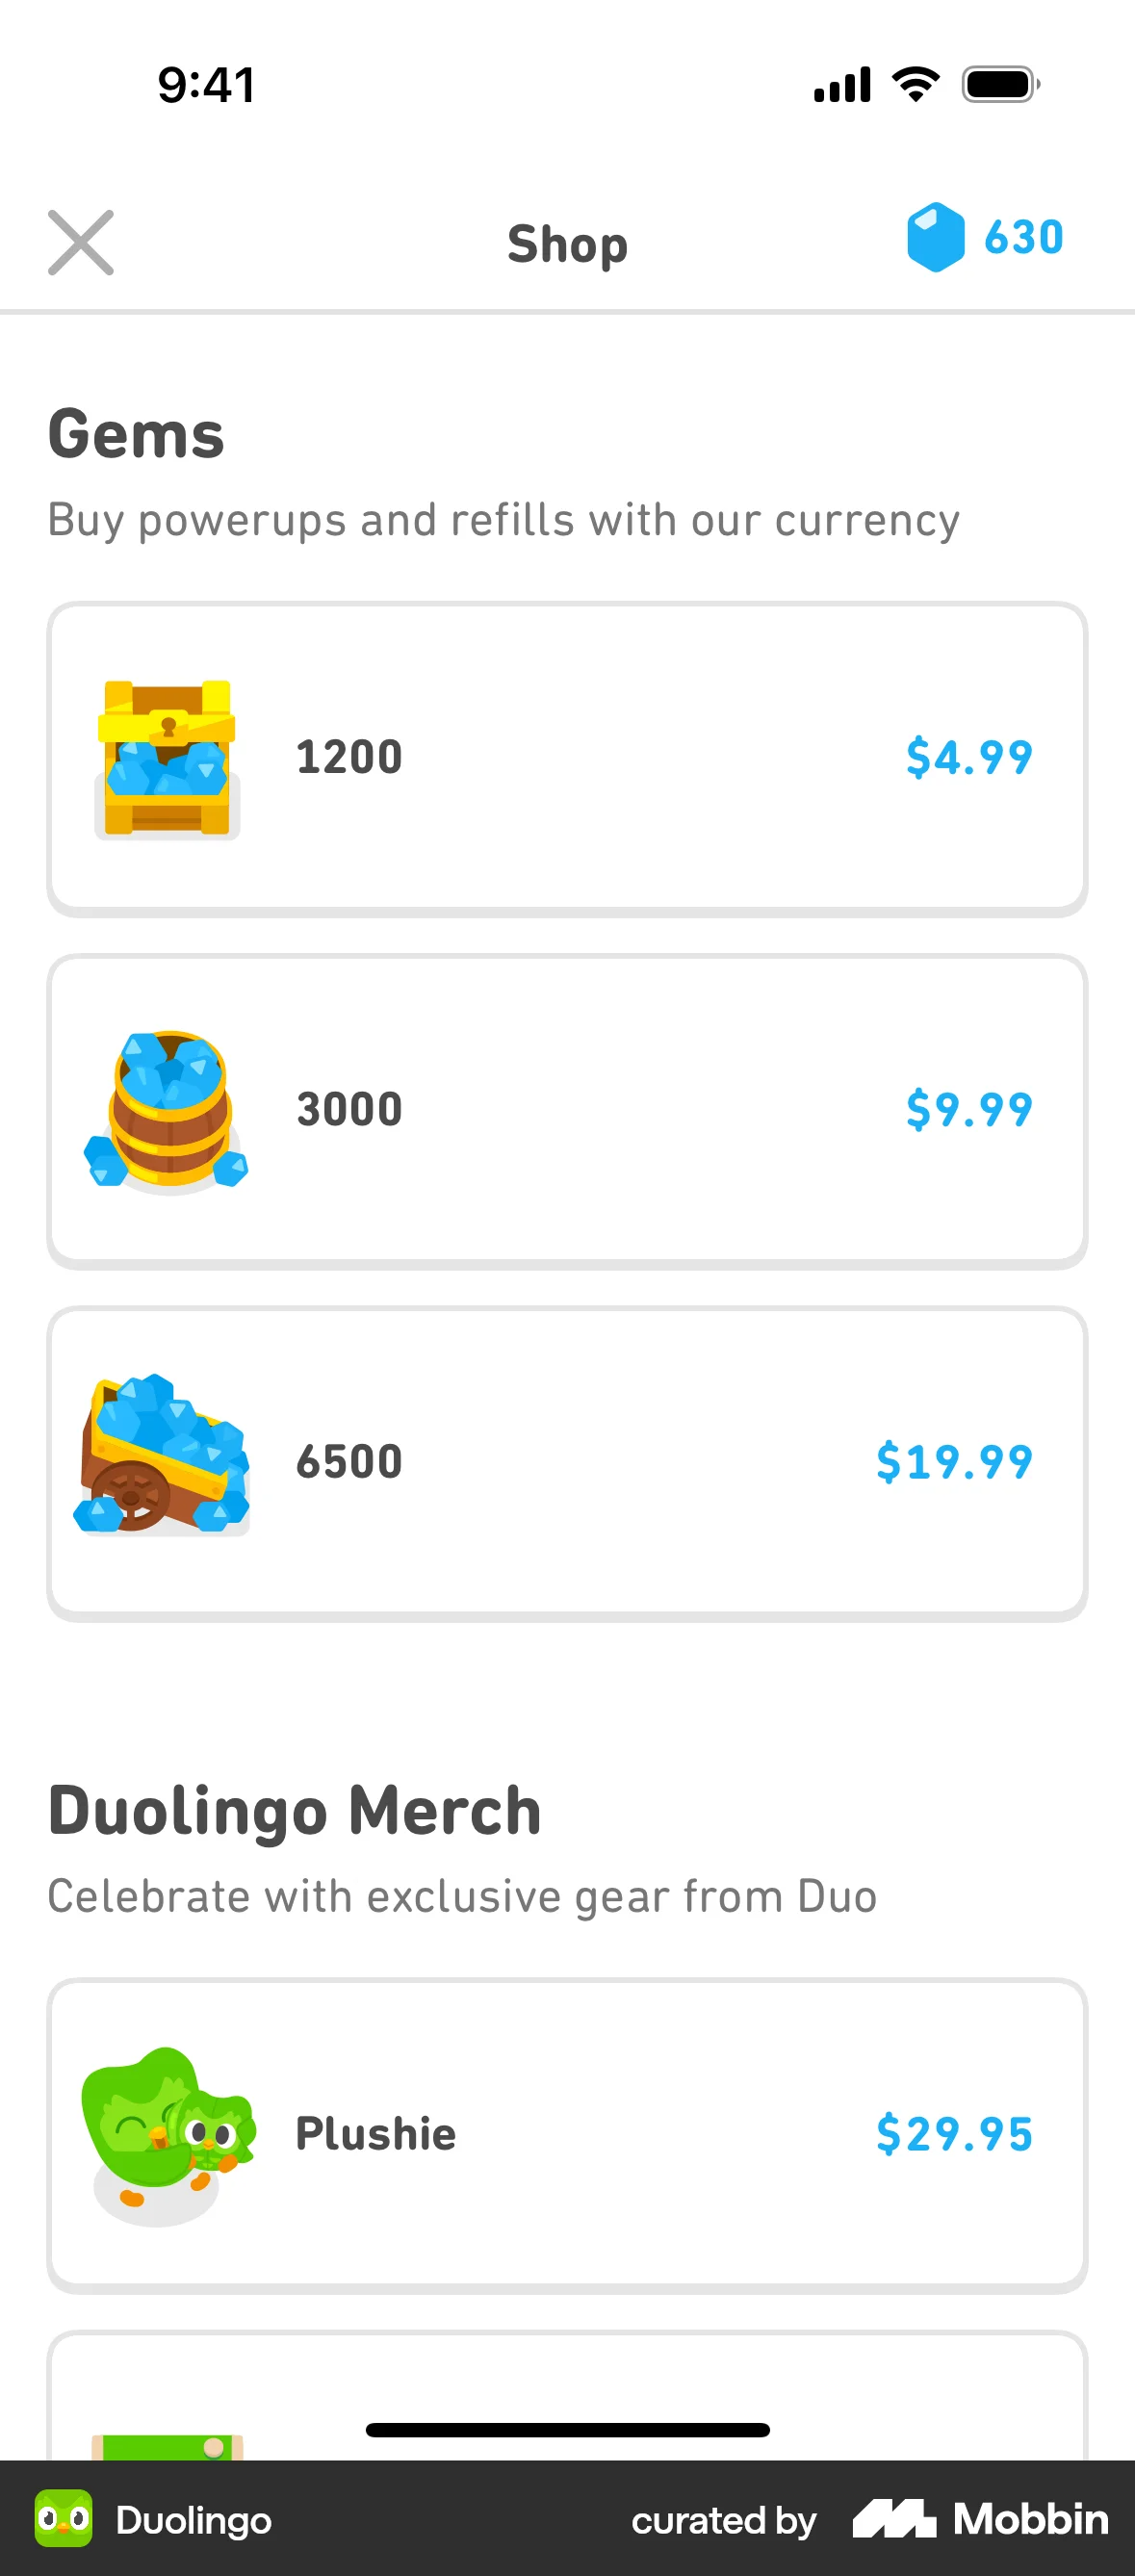 9:41
Shop
630
Gems
Buy powerups and refills with our currency
1200
$4.99
3000
$9.99
6500
$19.99
Duolingo Merch
Celebrate with exclusive gear from Duo
Plushie
$29.95
Duolingo
curated by Mobbin